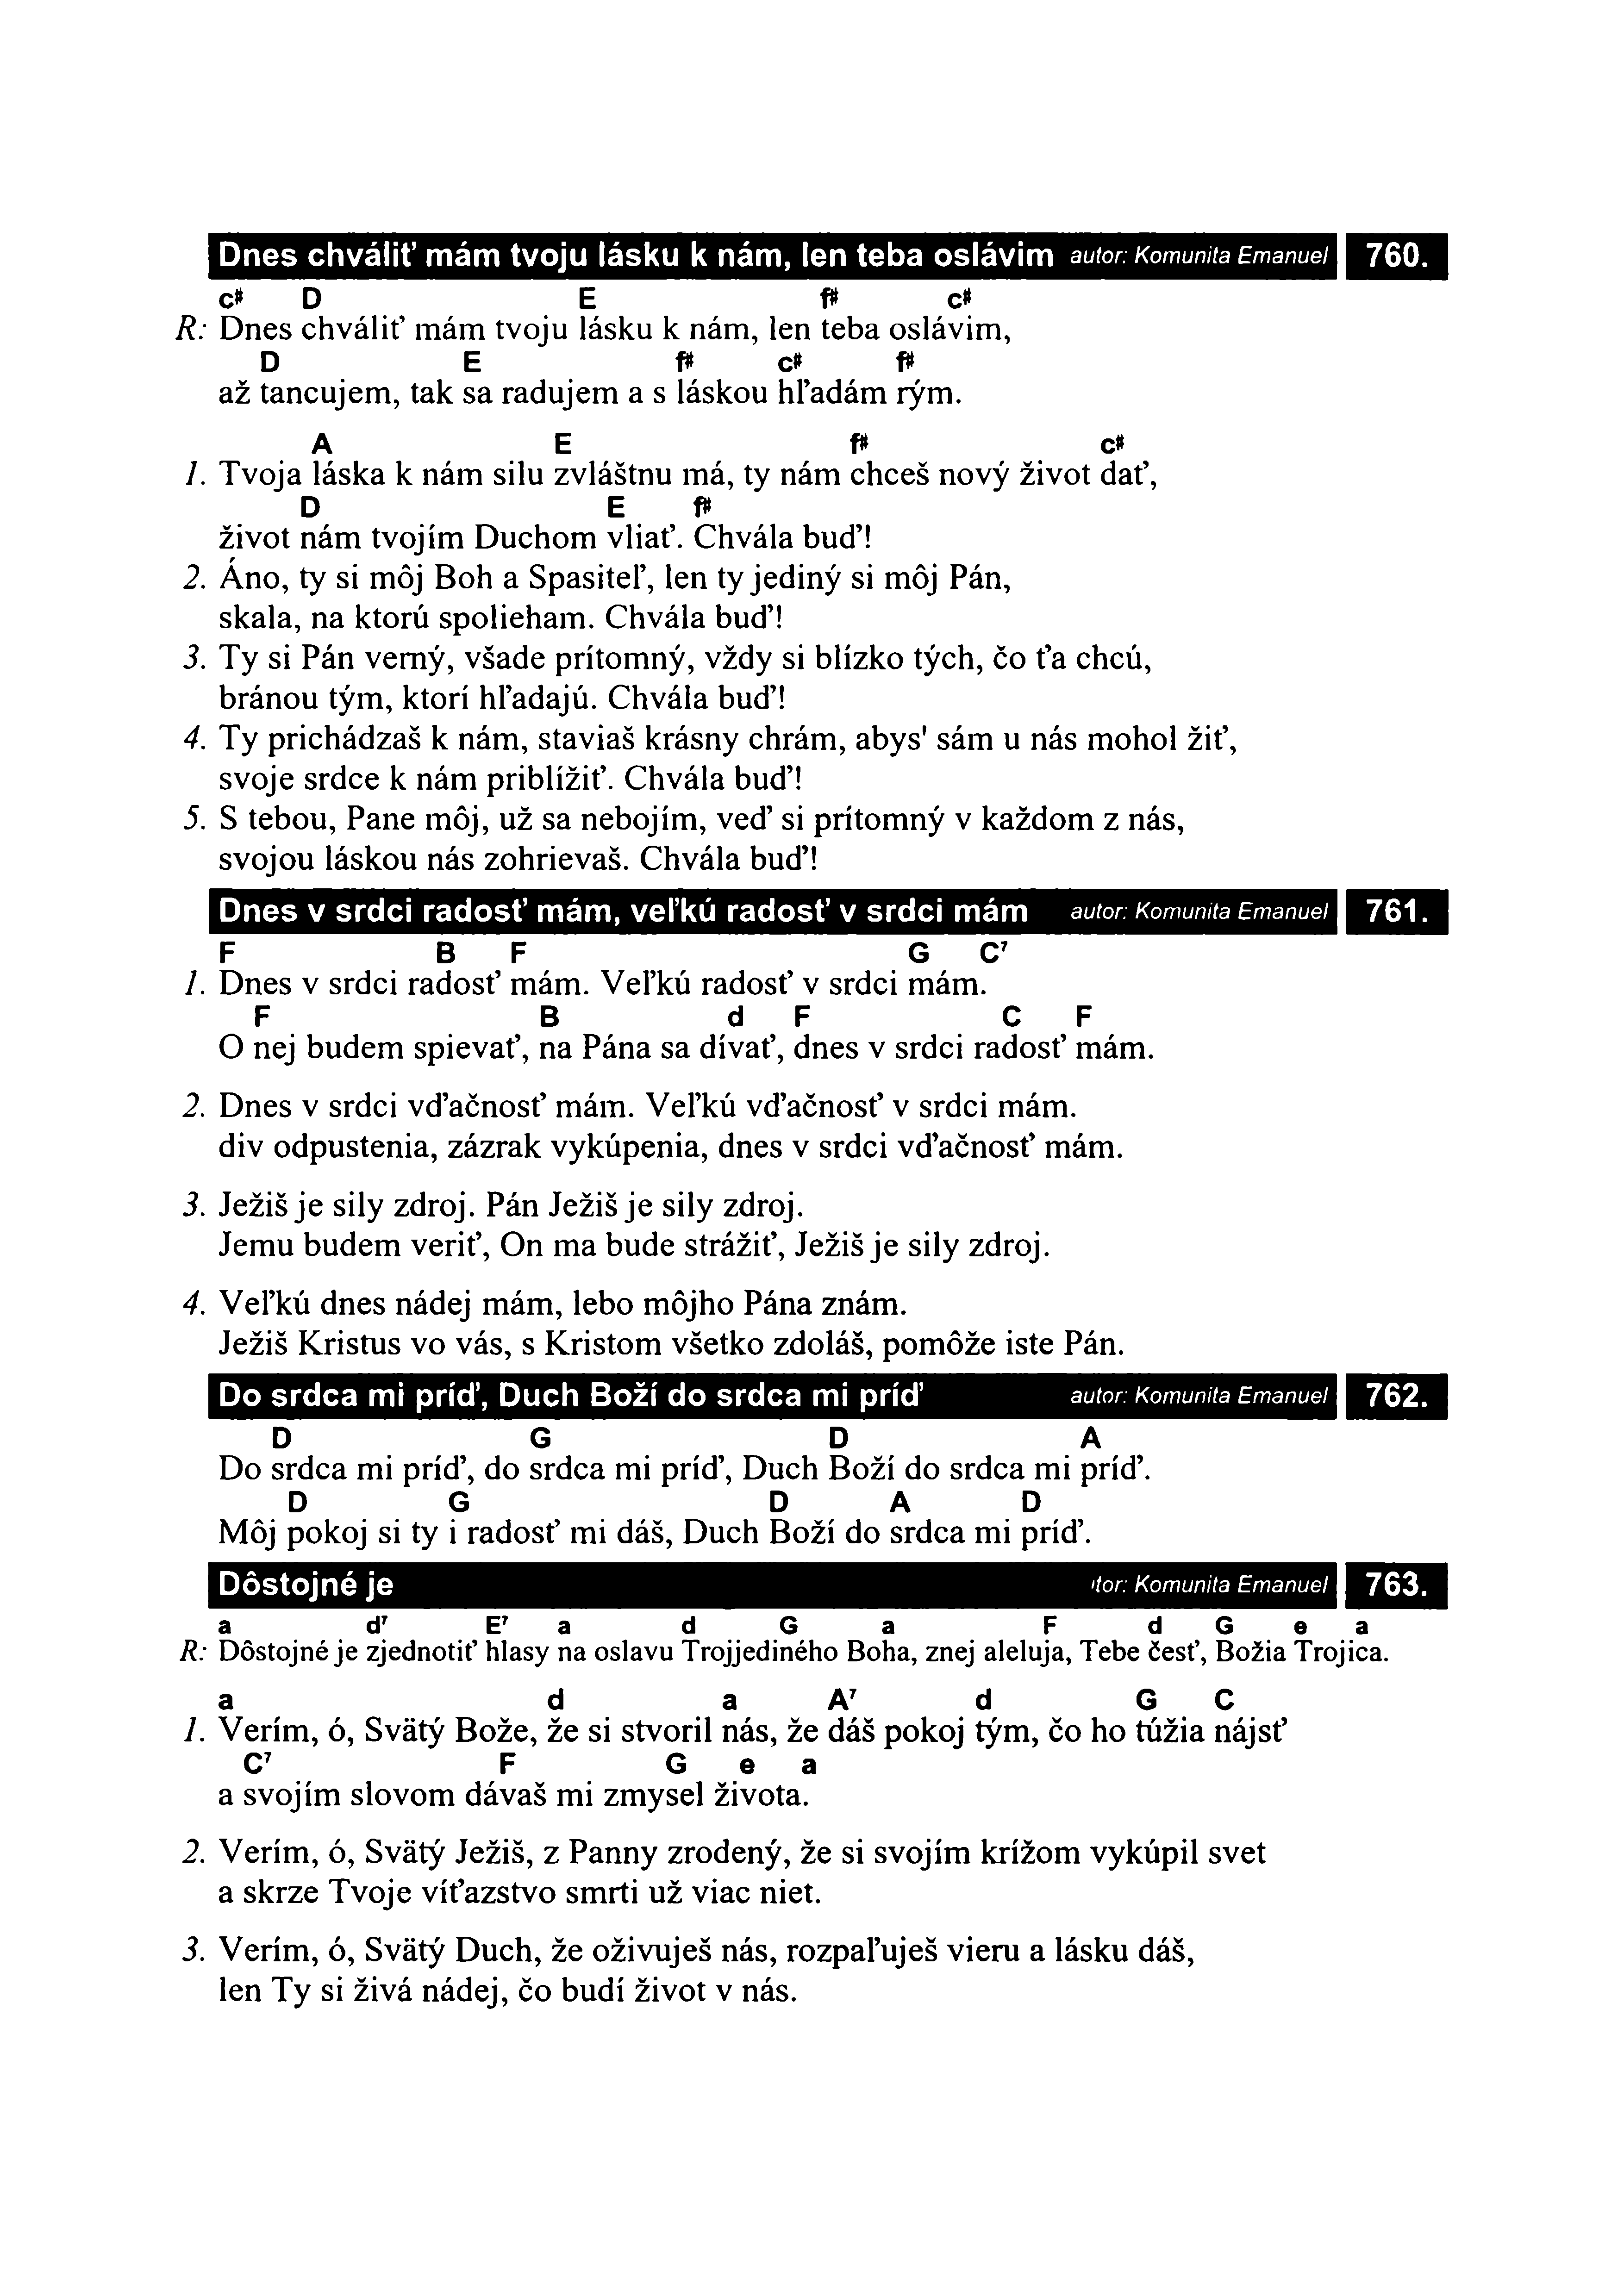 Dnes chváliť mám tvoju lásku k nám, len teba oslávim autor: Komunita Emanuel 760.
c# D E f# c#
R: Dnes chváliť mám tvoju lásku k nám, len teba oslávim,
D E f# c# f#
až tancujem, tak sa radujem a s láskou hľadám rým.
A E f# c#
1. Tvoja láska k nám silu zvláštnu má, ty nám chceš nový život dať,
D E f#
život nám tvojím Duchom vliať. Chvála buď!
2. Áno, ty si môj Boh a Spasiteľ, len ty jediný si môj Pán,
skala, na ktorú spolieham. Chvála buď!
3. Ty si Pán verný, všade prítomný, vždy si blízko tých, čo ťa chcú,
bránou tým, ktorí hľadajú. Chvála buď!
4. Ty prichádzaš k nám, staviaš krásny chrám, abys' sám u nás mohol žiť,
svoje srdce k nám priblížiť. Chvála buď!
5. S tebou, Pane môj, už sa nebojím, veď si prítomný v každom z nás,
svojou láskou nás zohrievaš. Chvála buď!
Dnes v srdci radosť mám, veľkú radosť v srdci mám autor: Komunita Emanuel 761.
F B F G C7
1. Dnes v srdci radosť mám. Veľkú radosť v srdci mám.
F B d F C F
O nej budem spievať, na Pána sa dívať, dnes v srdci radosť mám.
2. Dnes v srdci vďačnosť mám. Veľkú vďačnosť v srdci mám.
div odpustenia, zázrak vykúpenia, dnes v srdci vďačnosť mám.
3. Ježiš je sily zdroj. Pán Ježiš je sily zdroj.
Jemu budem veriť, On ma bude strážiť, Ježiš je sily zdroj.
4. Veľkú dnes nádej mám, lebo môjho Pána znám.
Ježiš Kristus vo vás, s Kristom všetko zdoláš, pomôže iste Pán.
Do srdca mi príď, Duch Boží do srdca mi príď autor: Komunita Emanuel 762.
D G D A
Do srdca mi príď, do srdca mi príď, Duch Boží do srdca mi príď.
D G D A D
Môj pokoj si ty i radosť mi dáš, Duch Boží do srdca mi príď.
Dôstojné je tor: Komunita Emanuel 763.
a d7 E7 a d G a F d G e a
R: Dôstojné je zjednotiť hlasy na oslavu Trojjediného Boha, znej aleluja, Tebe česť, Božia Trojica.
a d a A7 d G C
1. Verím, ó, Svätý Bože, že si stvoril nás, že dáš pokoj tým, čo ho túžia nájsť
C7 F G e a
a svojím slovom dávaš mi zmysel života.
2. Verím, ó, Svätý Ježiš, z Panny zrodený, že si svojím krížom vykúpil svet
a skrze Tvoje víťazstvo smrti už viac niet.
3. Verím, ó, Svätý Duch, že oživuješ nás, rozpaľuješ vieru a lásku dáš,
len Ty si živá nádej, čo budí život v nás.